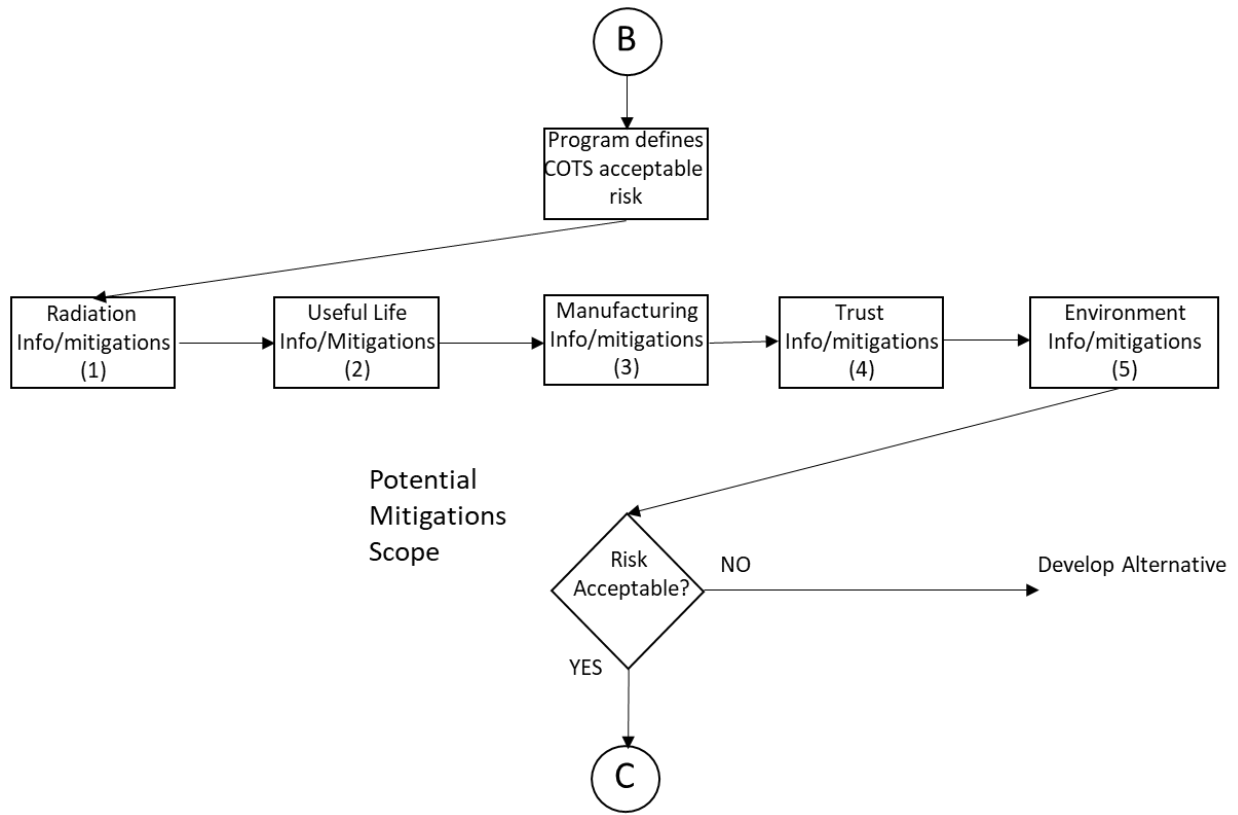 B
Program defines
COTS acceptable
risk
Radiation
Info/mitigations
(1)
Useful Life
Info/Mitigations
(2)
Manufacturing
Info/mitigations
(3)
Trust
Info/mitigations
(4)
Environment
Info/mitigations
(5)
Potential
Mitigations
Scope
Risk
Acceptable?
NO
Develop Alternative
YES
C